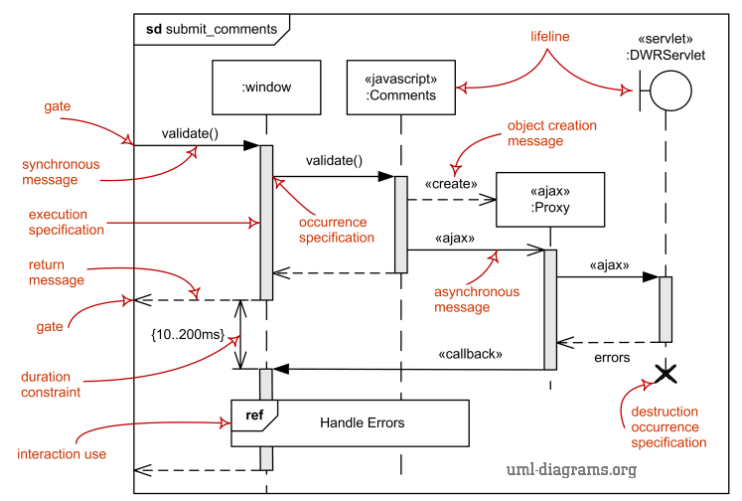 sd submit_comments
lifeline
«servlet»
:DWRServlet
:window
«javascript»
:Comments
gate
validate()
object creation
message
synchronous
message
validate()
«create»
«ajax»
:Proxy
execution
specification
occurrence
specification
«ajax»
return
message
asynchronous
message
«ajax»
gate
{10..200ms}
«callback»
errors
duration
constraint
ref
Handle Errors
destruction
occurrence
specification
interaction use
uml-diagrams.org